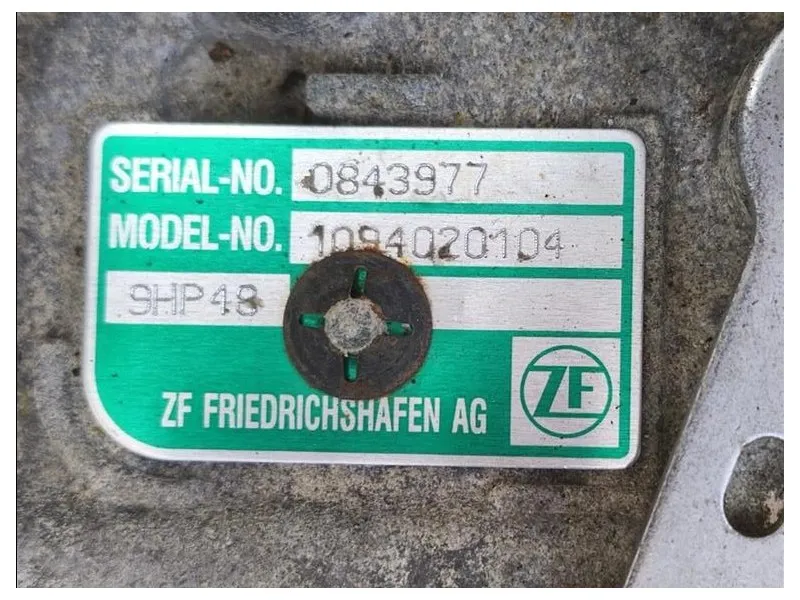 SERIAL-NO. 0843977
MODEL-NO. 1094020104
9HP48
ZF FRIEDRICHSHAFEN AG
ZF